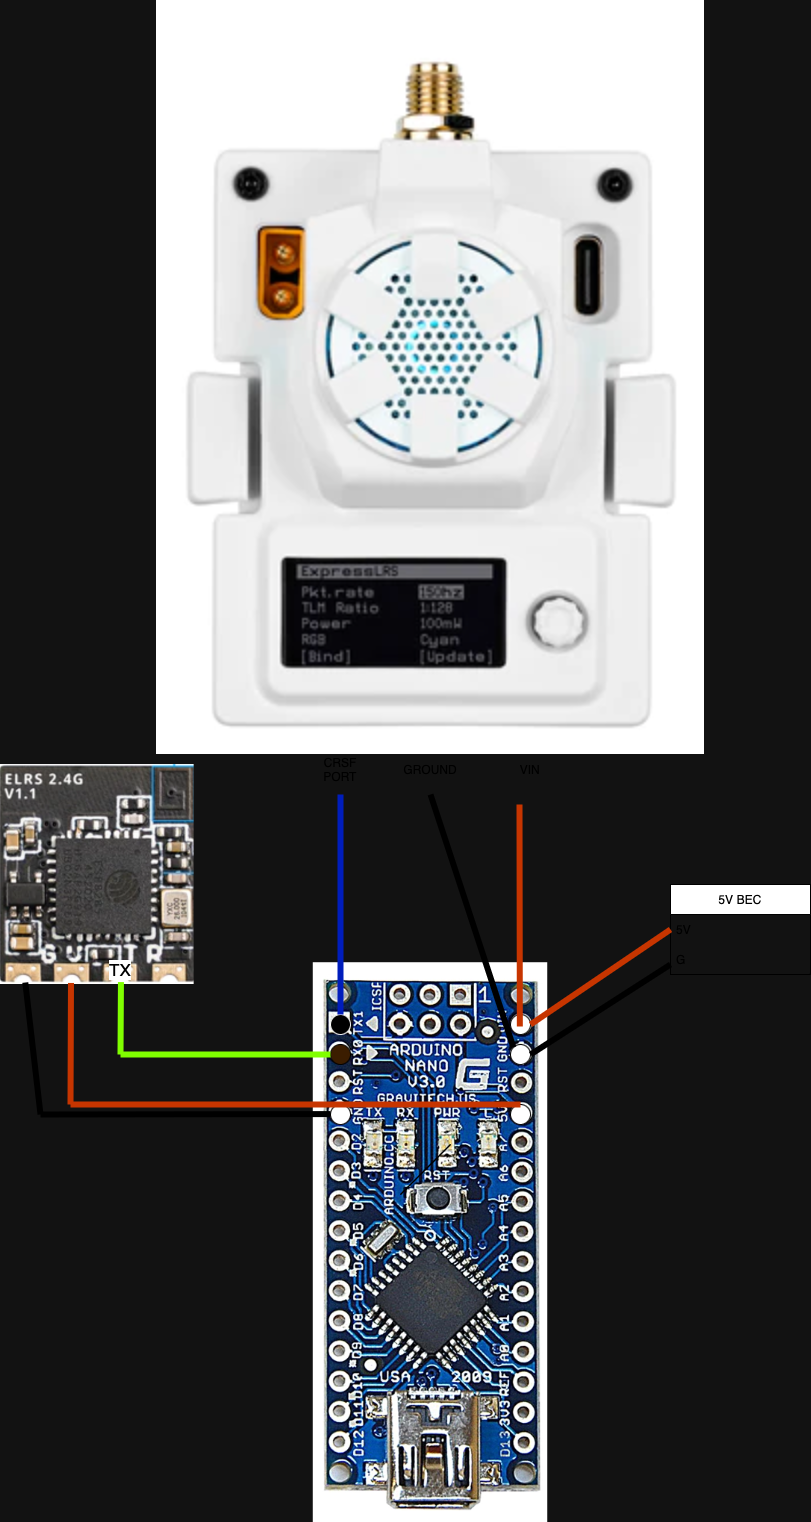 ExpressLRS
Pkt.rate 150hz
TLM Ratio 1:128
Power 100mW
RGB Cyan
[Bind] [Update]
ELRS 2.4G
V1.1
G V T R
TX
CRSF
PORT
GROUND
VIN
5V BEC
5V
G
ICSP
1
TX1
RX0
RST
GND
D2
D3
D4
D5
D6
D7
D8
D9
D10
D11
D12
ARDUINO
NANO
V3.0
G
GRAVITECH.US
TX RX PWR L
ARDUINO.CC
RST
USA
2009
GND
RST
5V
A7
A6
A5
A4
A3
A2
A1
A0
REF
3V3
D13